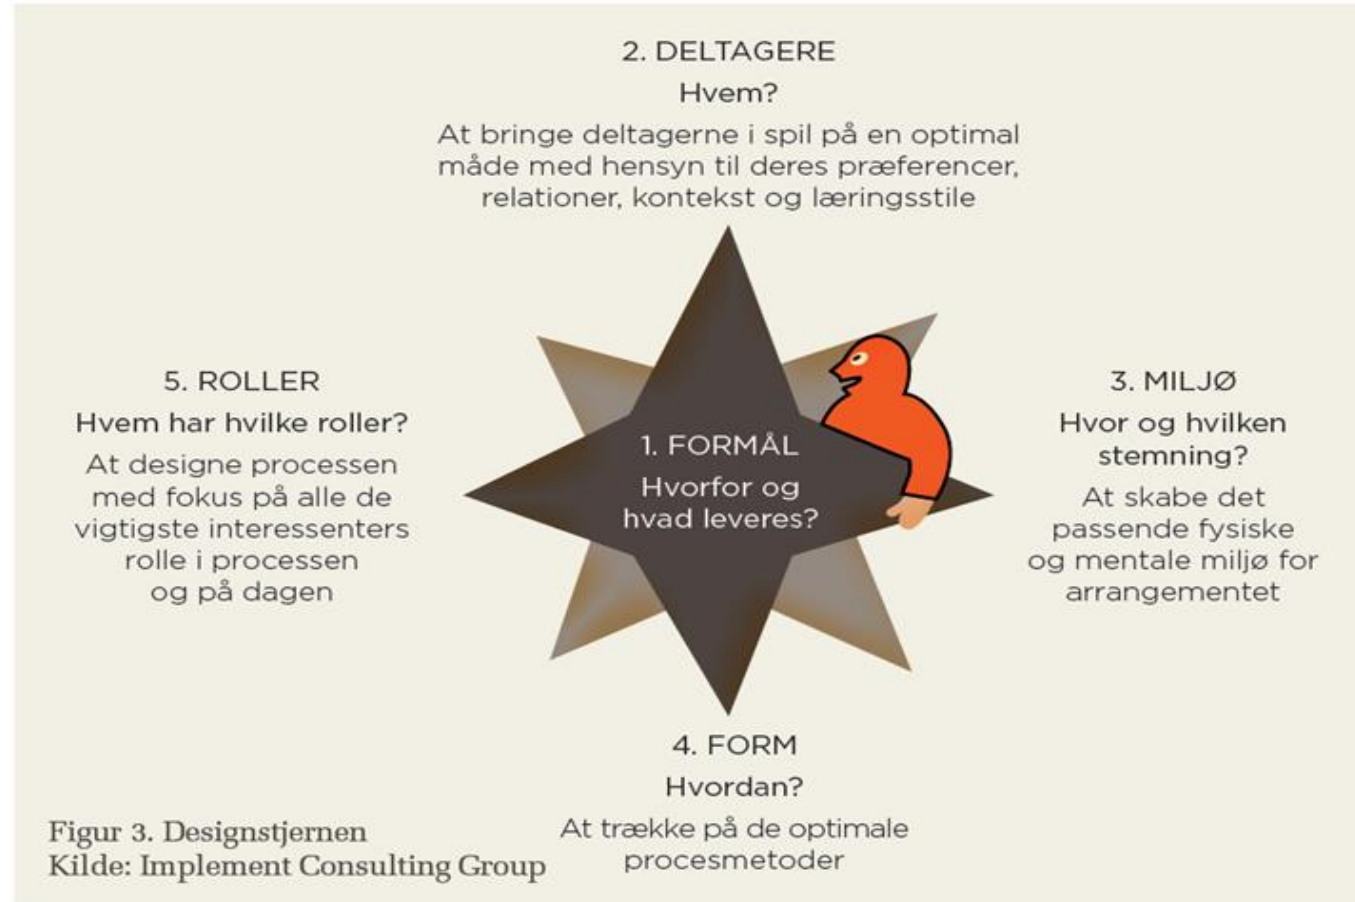 2. DELTAGERE
Hvem?
At bringe deltagerne i spil på en optimal
måde med hensyn til deres præferencer,
relationer, kontekst og læringsstile
5. ROLLER
Hvem har hvilke roller?
At designe processen
med fokus på alle de
vigtigste interessenters
rolle i processen
og på dagen
1. FORMÅL
Hvorfor og
hvad leveres?
3. MILJØ
Hvor og hvilken
stemning?
At skabe det
passende fysiske
og mentale miljø for
arrangementet
4. FORM
Hvordan?
At trække på de optimale
procesmetoder
Figur 3. Designstjernen
Kilde: Implement Consulting Group